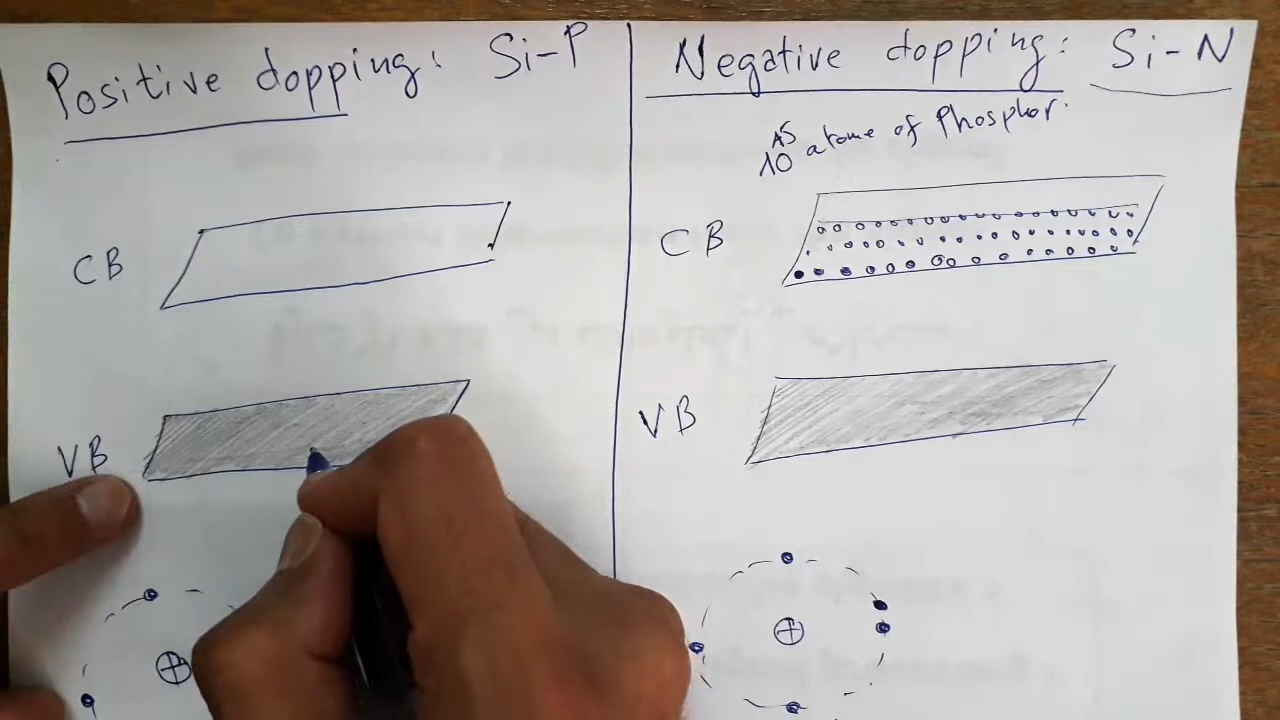 Positive dopping: Si-P
CB
VB
Negative dopping: Si-N
15
10 atome of Phosphor.
CB
VB